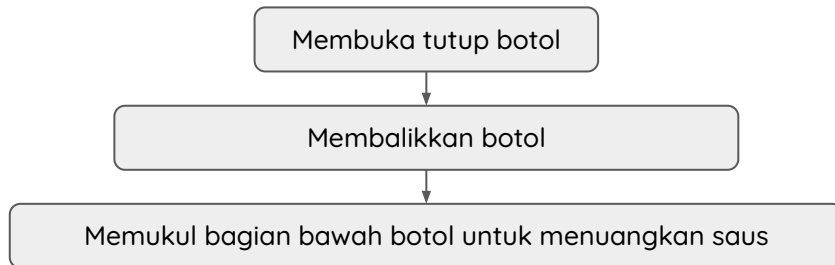 Membuka tutup botol
Membalikkan botol
Memukul bagian bawah botol untuk menuangkan saus